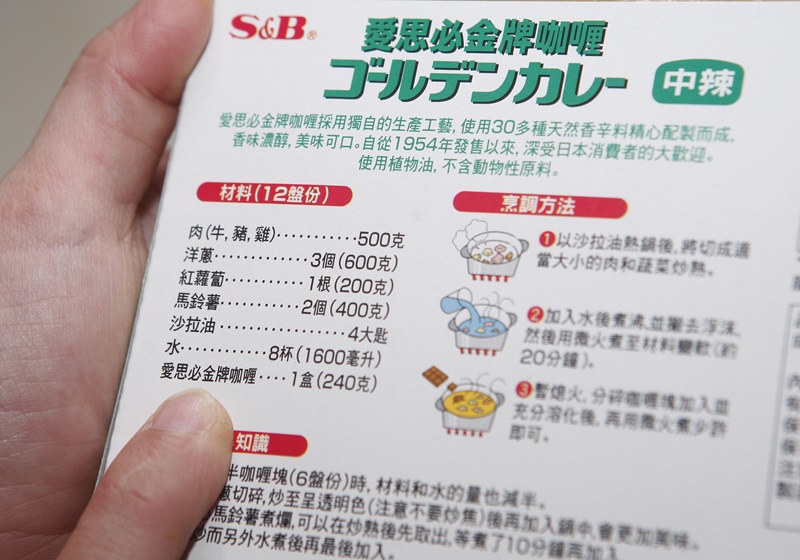 S&B®
愛思必金牌咖喱
ゴールデンカレー
中辣
愛思必金牌咖喱採用獨自的生產工藝,使用30多種天然香辛料精心配製而成。
香味濃醇,美味可口。自從1954年發售以來,深受日本消費者的大歡迎。
使用植物油,不含動物性原料。
材料(12盤份)
肉(牛,豬,雞)‥‥‥‥‥500克
洋蔥‥‥‥‥‥‥3個(600克)
紅蘿蔔‥‥‥‥‥1根(200克)
馬鈴薯‥‥‥‥‥2個(400克)
沙拉油‥‥‥‥‥‥‥‥4大匙
水‥‥‥‥‥8杯(1600毫升)
愛思必金牌咖喱‥‥1盒(240克)
烹調方法
❶以沙拉油熱鍋後,將切成適
當大小的肉和蔬菜炒熟。
❷加入水後煮沸,並撇去浮沫,
然後用微火煮至材料變軟(約
20分鐘)。
❸暫熄火,分碎咖喱塊加入並
充分溶化後,再用微火煮少許
即可。
知識
半咖喱塊(6盤份)時,材料和水的量也減半。
蔥切碎,炒至呈透明色(注意不要炒焦)後再加入鍋中,會更加美味。
馬鈴薯煮爛,可以在炒熟後先取出,等煮了10分鐘再加入
炒而另外水煮後再最後加入。